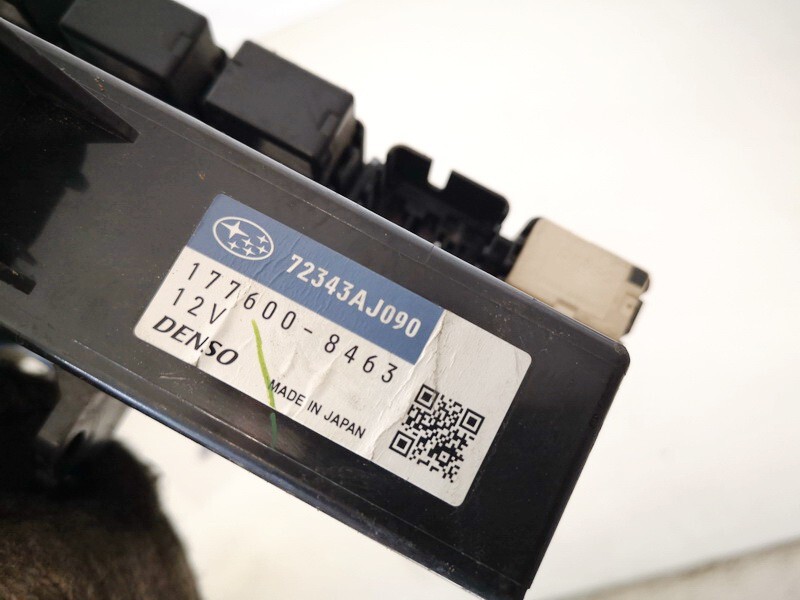 72343AJ090
177600-8463
12V
DENSO
MADE IN JAPAN